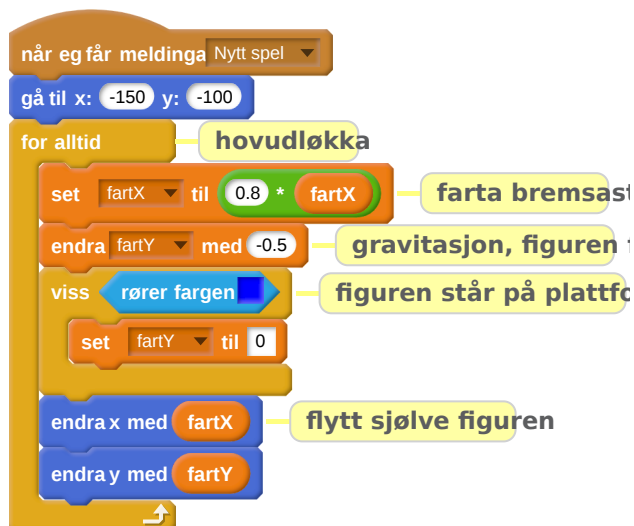 når eg får meldinga Nytt spel
gå til x: -150 y: -100
for alltid hovudløkka
set fartX til 0.8 * fartX farta bremsast
endra fartY med -0.5 gravitasjon, figuren f
viss rører fargen figuren står på plattfo
set fartY til 0
endra x med fartX flytt sjølve figuren
endra y med fartY